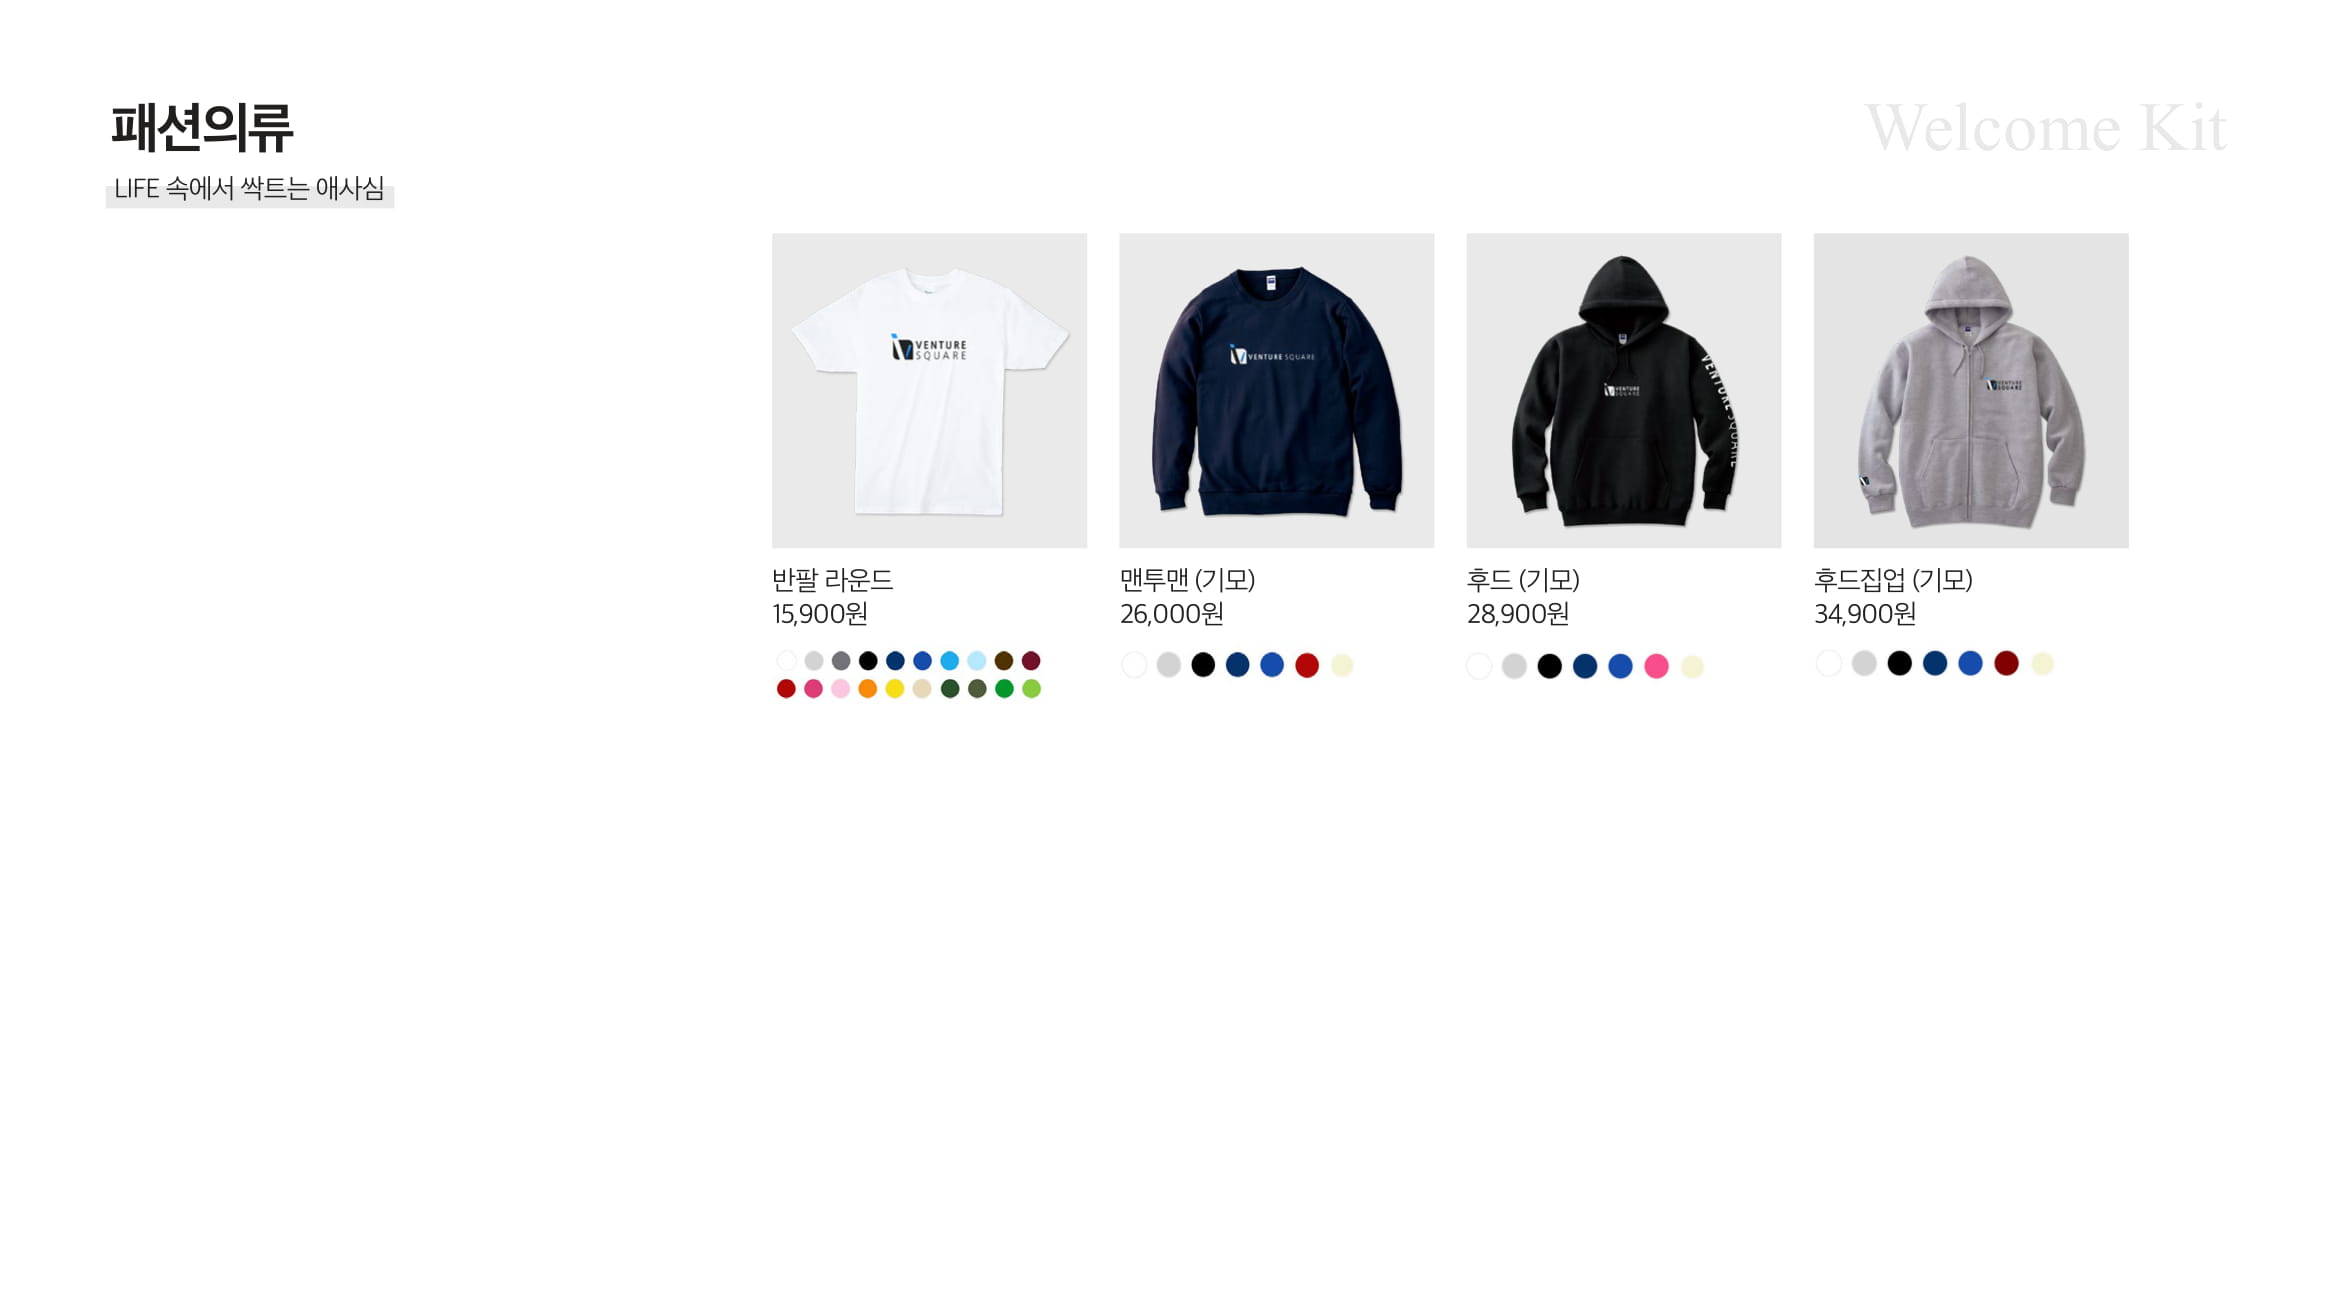 패션의류
LIFE 속에서 싹트는 애사심
Welcome Kit
VENTURE
SQUARE
VENTURE SQUARE
VENTURE
SQUARE
VENTURE SQUARE
VENTURE
SQUARE
반팔 라운드
15,900원
맨투맨 (기모)
26,000원
후드 (기모)
28,900원
후드집업 (기모)
34,900원